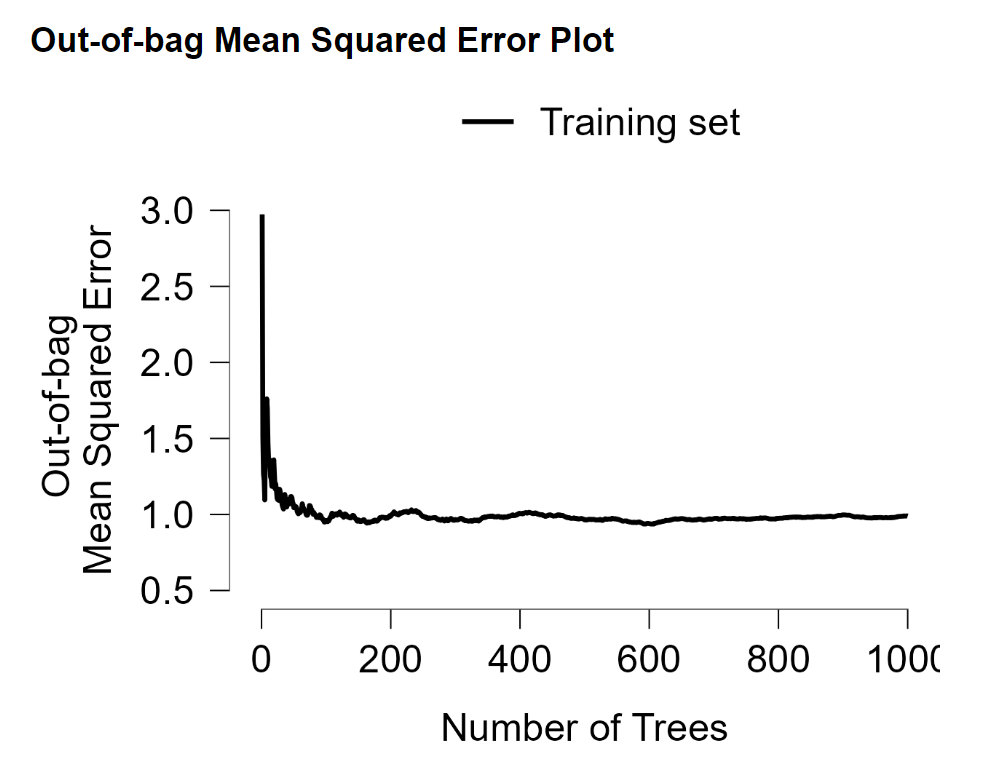 Out-of-bag Mean Squared Error Plot
Training set
Out-of-bag
Mean Squared Error
3.0
2.5
2.0
1.5
1.0
0.5
0 200 400 600 800 1000
Number of Trees